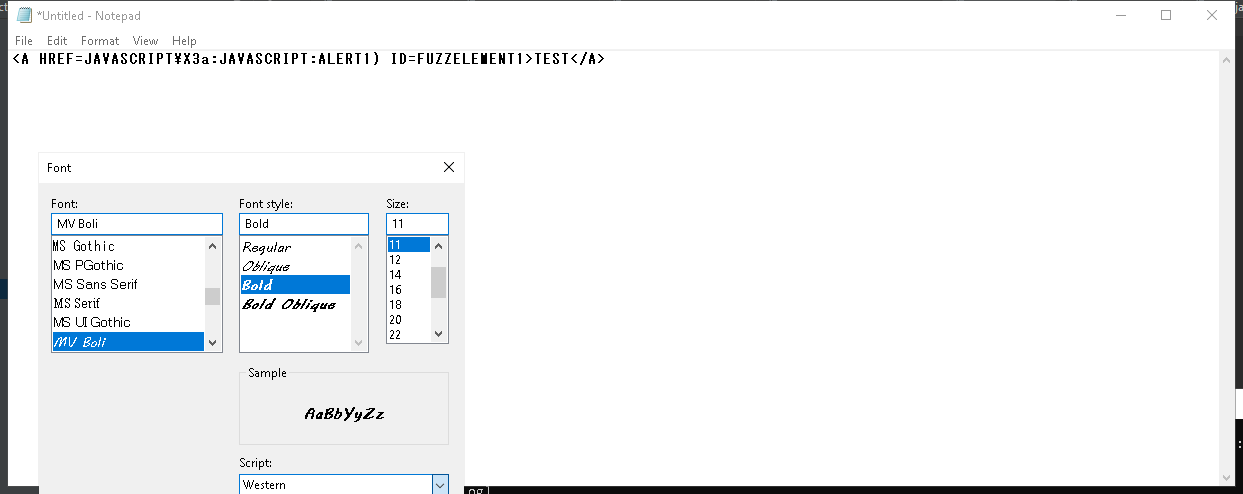 *Untitled - Notepad
File Edit Format View Help
<A HREF=JAVASCRIPT¥X3a:JAVASCRIPT:ALERT1) ID=FUZZELEMENT1>TEST</A>
Font
Font: Font style: Size:
MV Boli Bold 11
MS Gothic Regular 11
MS PGothic Oblique 12
MS Sans Serif Bold 14
MS Serif Bold Oblique 16
MS UI Gothic 18
MV Boli 20
22
Sample
AaBbYyZz
Script:
Western